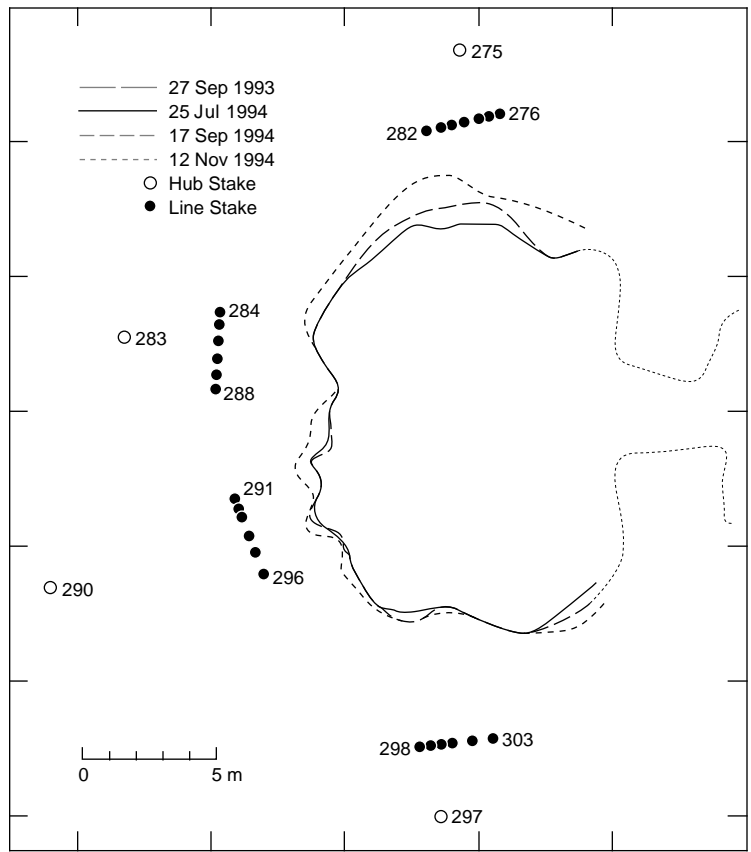 275
27 Sep 1993
25 Jul 1994
17 Sep 1994
12 Nov 1994
Hub Stake
Line Stake
276
282
284
283
288
291
296
290
298
303
297
0 5 m